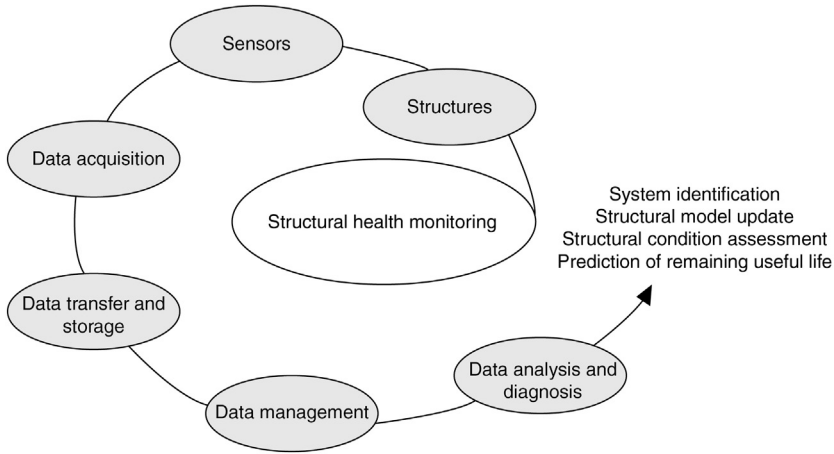 Sensors
Structures
Data acquisition
Structural health monitoring
System identification
Structural model update
Structural condition assessment
Prediction of remaining useful life
Data transfer and
storage
Data management
Data analysis and
diagnosis